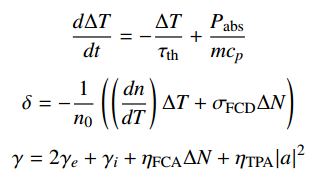 dΔT/dt = −ΔT/τ_th + P_abs/(mc_p)
δ = −1/n_0 ((dn/dT) ΔT + σ_FCD ΔN)
γ = 2γ_e + γ_i + η_FCA ΔN + η_TPA |a|^2